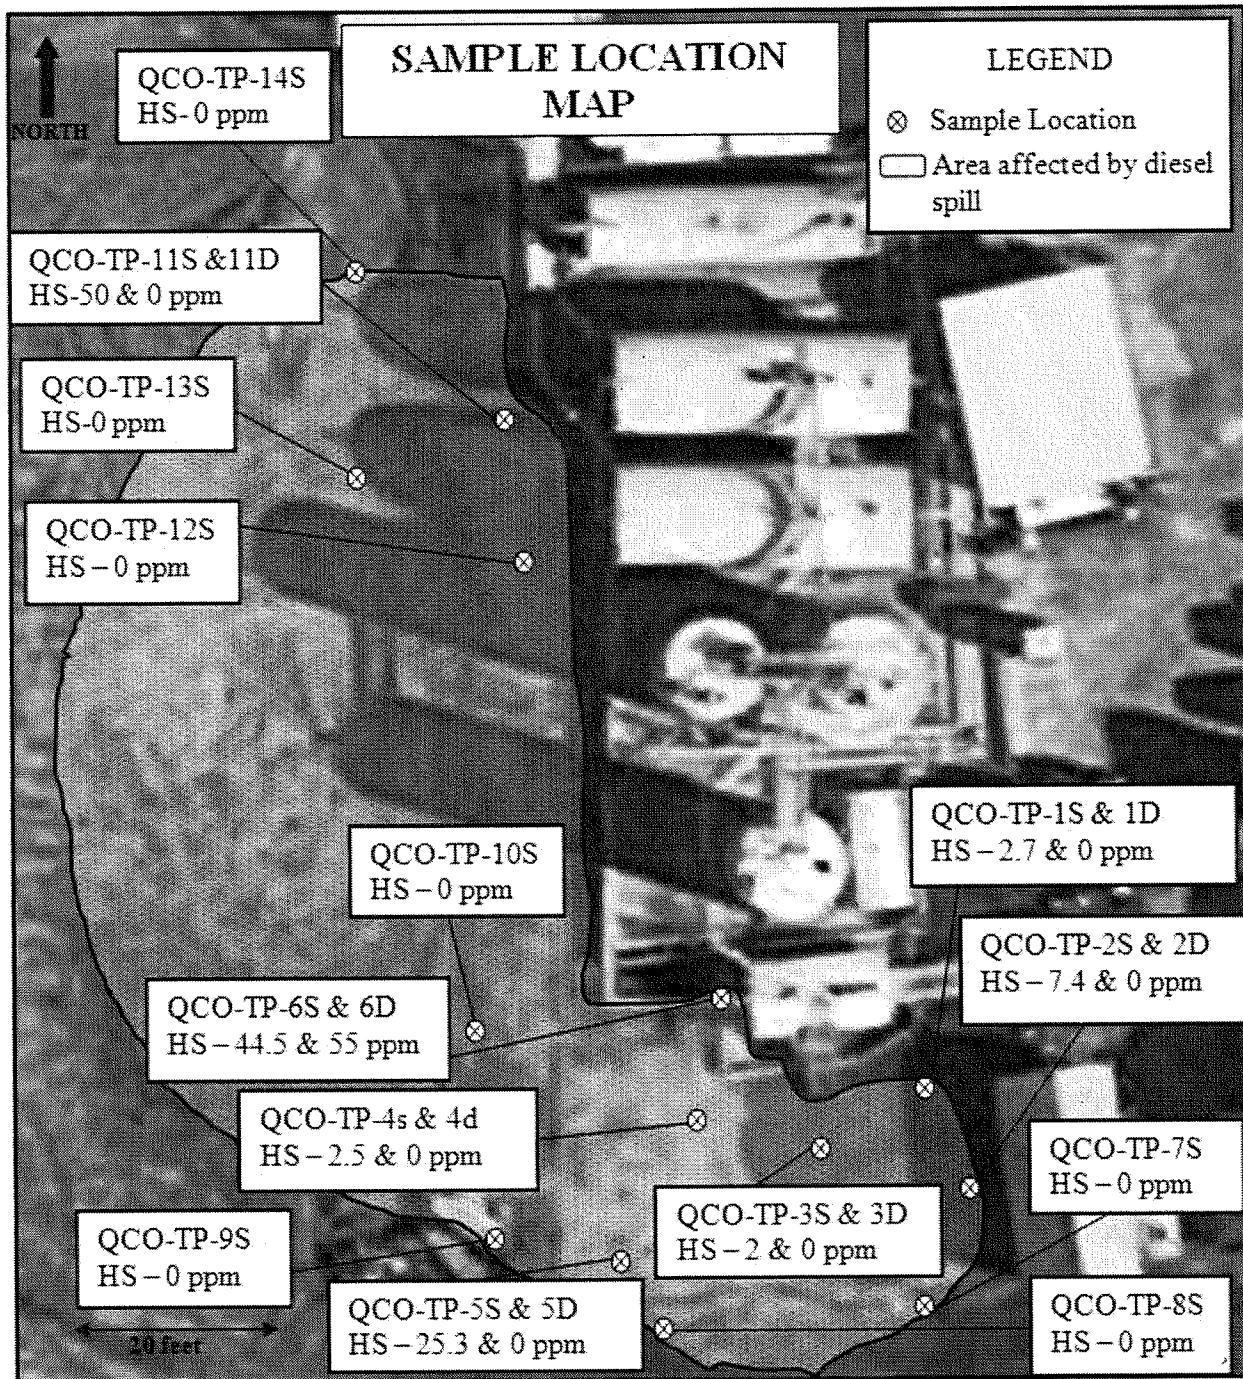 SAMPLE LOCATION
MAP
NORTH
LEGEND
Sample Location
Area affected by diesel
spill
QCO-TP-14S
HS- 0 ppm
QCO-TP-11S &11D
HS-50 & 0 ppm
QCO-TP-13S
HS-0 ppm
QCO-TP-12S
HS – 0 ppm
QCO-TP-10S
HS – 0 ppm
QCO-TP-1S & 1D
HS – 2.7 & 0 ppm
QCO-TP-2S & 2D
HS – 7.4 & 0 ppm
QCO-TP-6S & 6D
HS – 44.5 & 55 ppm
QCO-TP-4s & 4d
HS – 2.5 & 0 ppm
QCO-TP-7S
HS – 0 ppm
QCO-TP-3S & 3D
HS – 2 & 0 ppm
QCO-TP-9S
HS – 0 ppm
QCO-TP-5S & 5D
HS – 25.3 & 0 ppm
QCO-TP-8S
HS – 0 ppm
20 feet